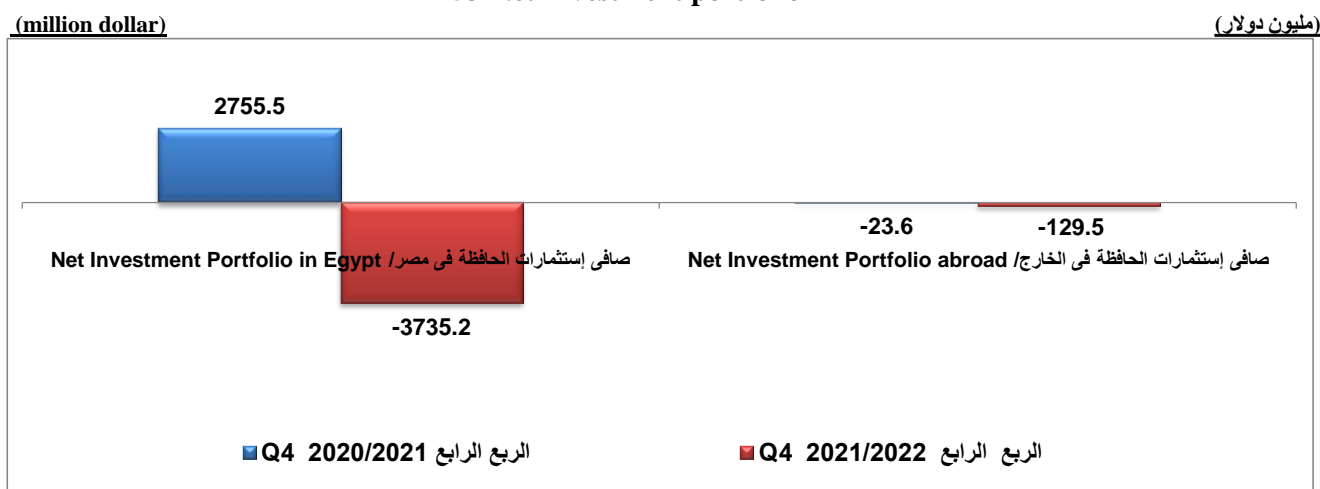 (million dollar) (مليون دولار)
2755.5
-23.6 -129.5
Net Investment Portfolio in Egypt /صافى إستثمارات الحافظة فى مصر
Net Investment Portfolio abroad /صافى إستثمارات الحافظة فى الخارج
-3735.2
Q4 2020/2021 الربع الرابع
Q4 2021/2022 الربع الرابع